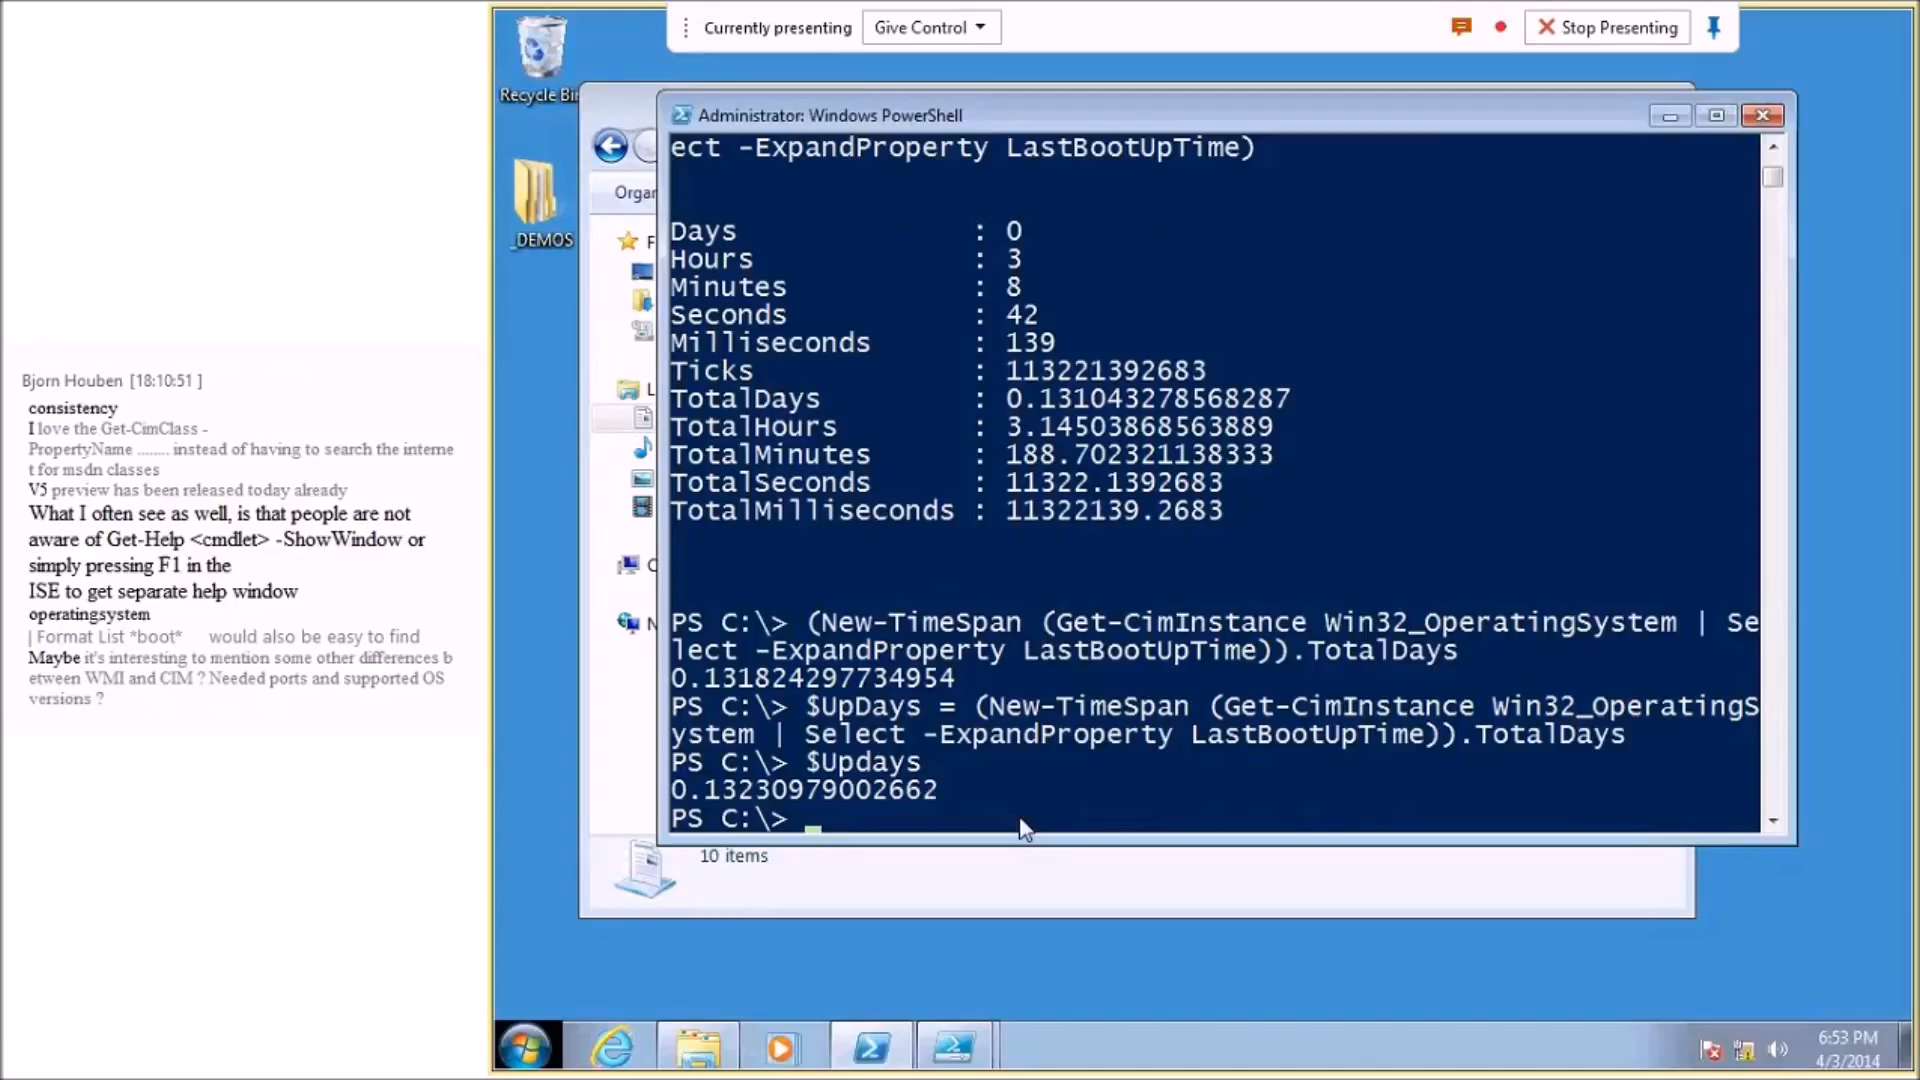 Currently presenting
Give Control
Stop Presenting
Recycle Bin
_DEMOS
Administrator: Windows PowerShell
Organ
ect -ExpandProperty LastBootUpTime)
Days : 0
Hours : 3
Minutes : 8
Seconds : 42
Milliseconds : 139
Ticks : 113221392683
TotalDays : 0.131043278568287
TotalHours : 3.14503868563889
TotalMinutes : 188.702321138333
TotalSeconds : 11322.1392683
TotalMilliseconds : 11322139.2683
PS C:\> (New-TimeSpan (Get-CimInstance Win32_OperatingSystem | Se
lect -ExpandProperty LastBootUpTime)).TotalDays
0.131824297734954
PS C:\> $UpDays = (New-TimeSpan (Get-CimInstance Win32_OperatingS
ystem | Select -ExpandProperty LastBootUpTime)).TotalDays
PS C:\> $Updays
0.13230979002662
PS C:\>
10 items
Bjorn Houben [18:10:51 ]
consistency
I love the Get-CimClass -
PropertyName ........ instead of having to search the interne
t for msdn classes
V5 preview has been released today already
What I often see as well, is that people are not
aware of Get-Help <cmdlet> -ShowWindow or
simply pressing F1 in the
ISE to get separate help window
operatingsystem
| Format List *boot* would also be easy to find
Maybe it's interesting to mention some other differences b
etween WMI and CIM ? Needed ports and supported OS
versions ?
6:53 PM
4/3/2014